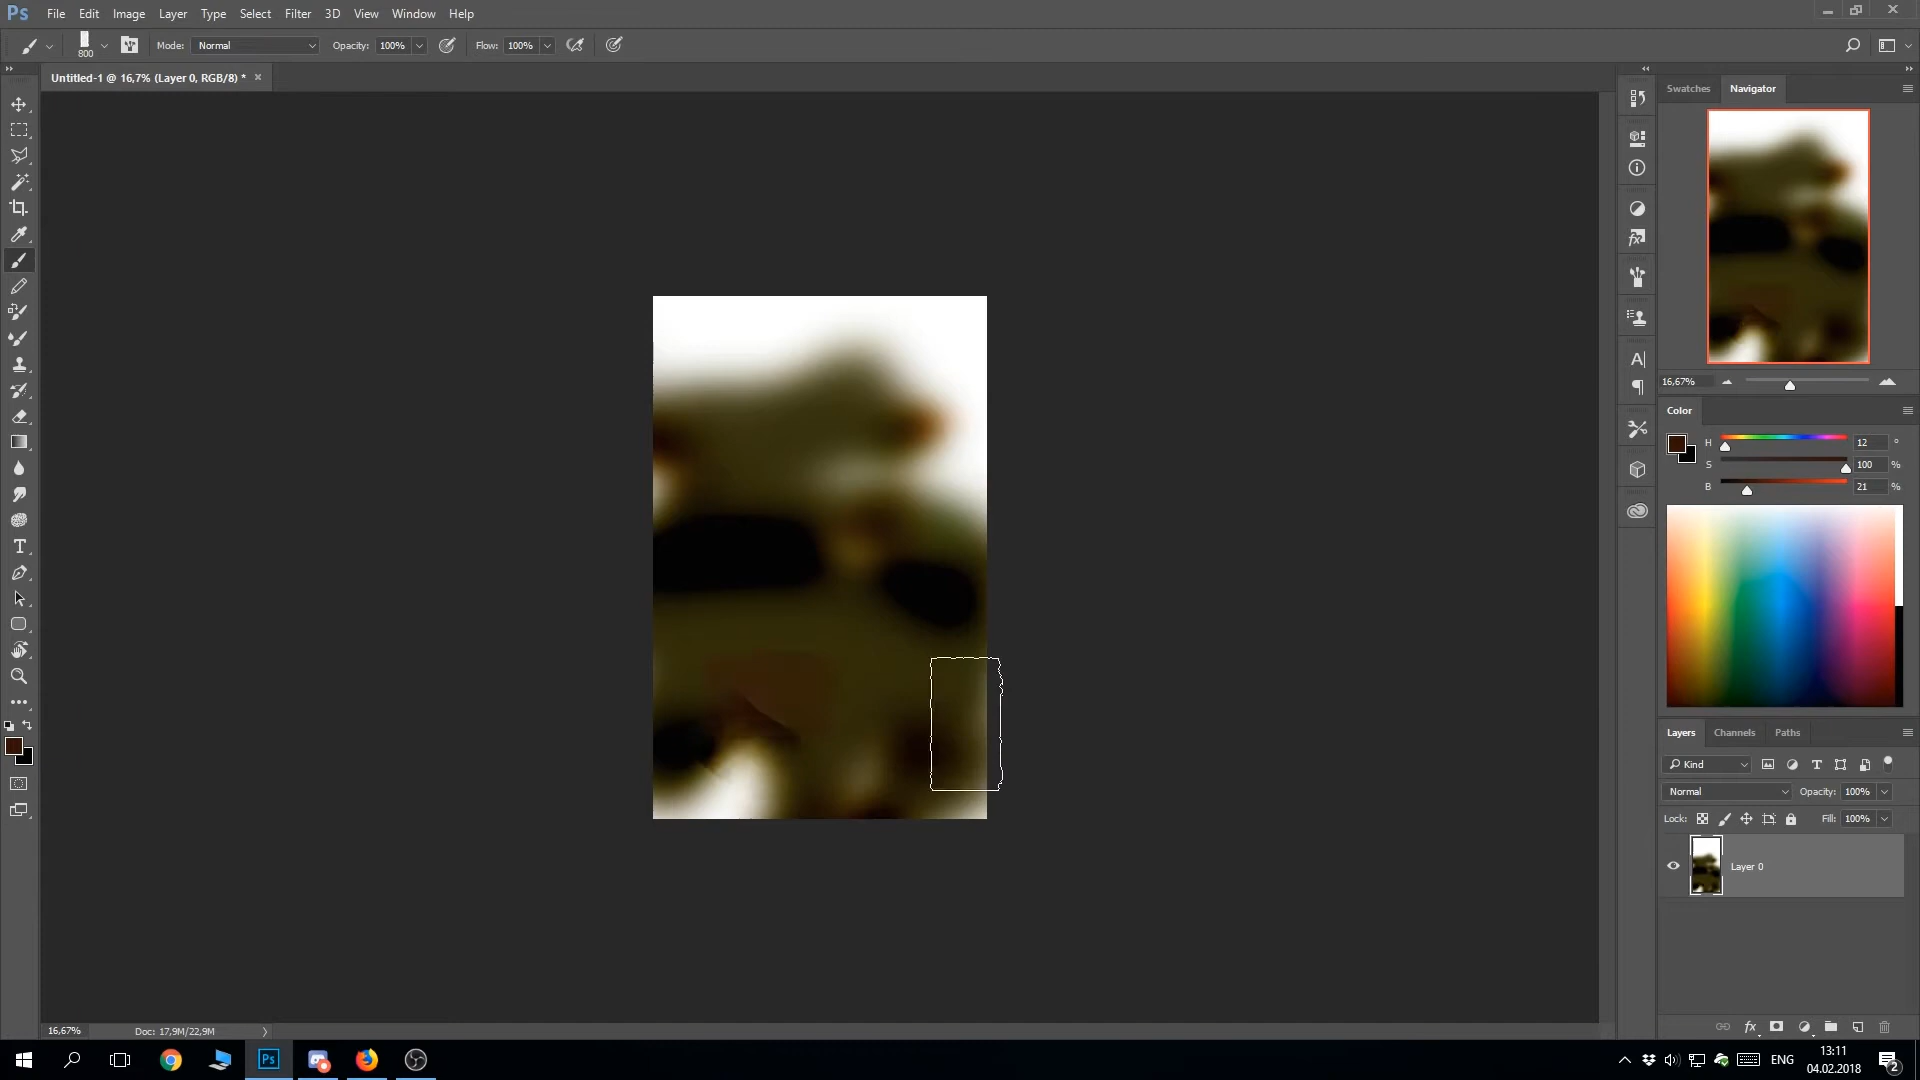 Ps File Edit Image Layer Type Select Filter 3D View Window Help
800 Mode: Normal Opacity: 100% Flow: 100%
Untitled-1 @ 16,7% (Layer 0, RGB/8) * ×
Swatches Navigator
16,67%
Color
H 12 °
S 100 %
B 21 %
Layers Channels Paths
Kind
Normal Opacity: 100%
Lock: Fill: 100%
Layer 0
16,67% Doc: 17,9M/22,9M
Ps
ENG
13:11
04.02.2018
2